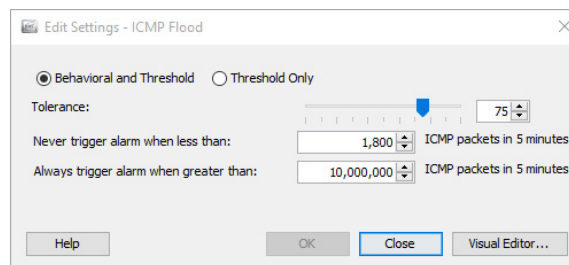 Edit Settings - ICMP Flood
Behavioral and Threshold Threshold Only
Tolerance: 75
Never trigger alarm when less than: 1,800 ICMP packets in 5 minutes
Always trigger alarm when greater than: 10,000,000 ICMP packets in 5 minutes
Help OK Close Visual Editor...